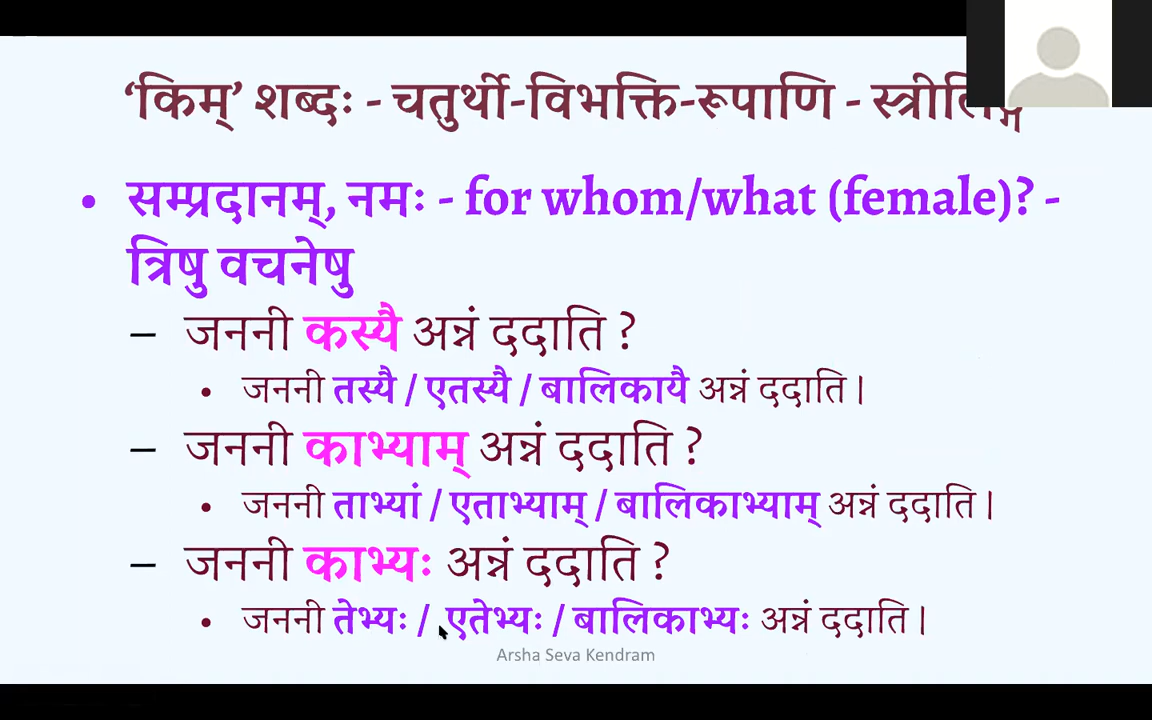 ‘किम्’ शब्दः - चतुर्थी-विभक्ति-रूपाणि -
• सम्प्रदानम्, नमः - for whom/what (female)? -
त्रिषु वचनेषु
– जननी कस्यै अन्नं ददाति ?
• जननी तस्यै / एतस्यै / बालिकायै अन्नं ददाति।
– जननी काभ्याम् अन्नं ददाति ?
• जननी ताभ्यां / एताभ्याम् / बालिकाभ्याम् अन्नं ददाति।
– जननी काभ्यः अन्नं ददाति ?
• जननी तेभ्यः / एतेभ्यः / बालिकाभ्यः अन्नं ददाति।
Arsha Seva Kendram